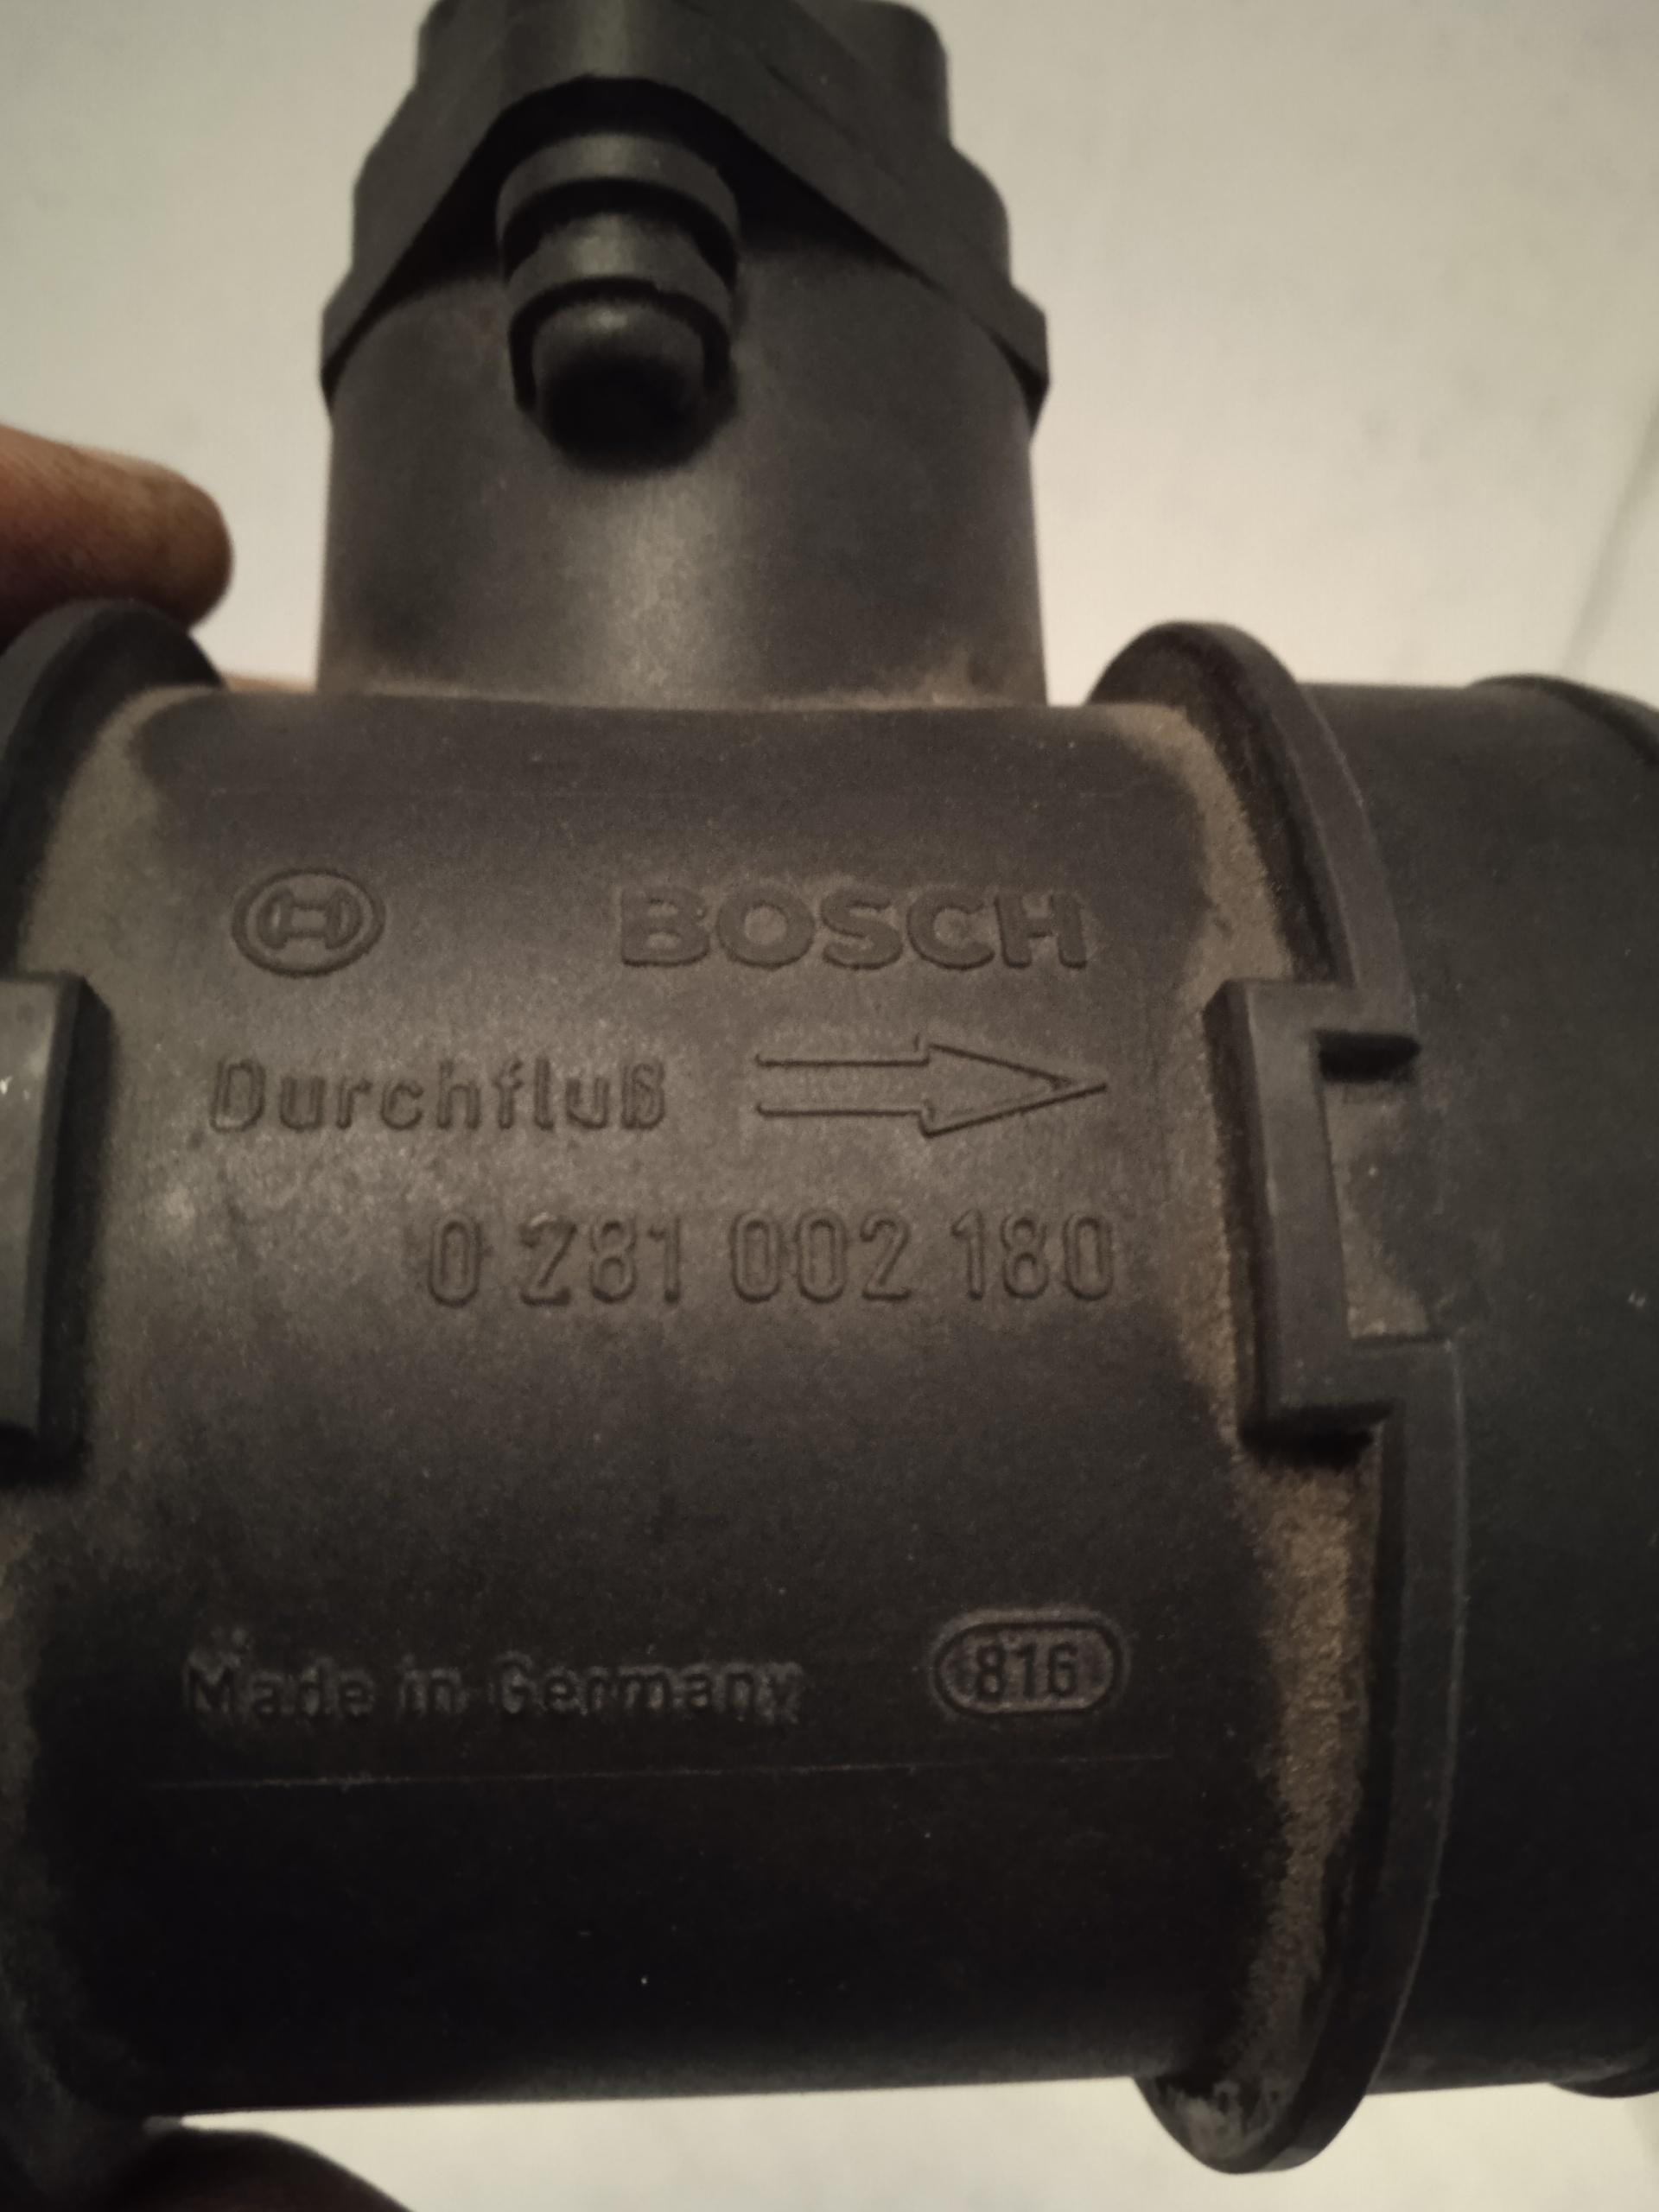 BOSCH
Durchfluß
0 281 002 180
Made in Germany 816